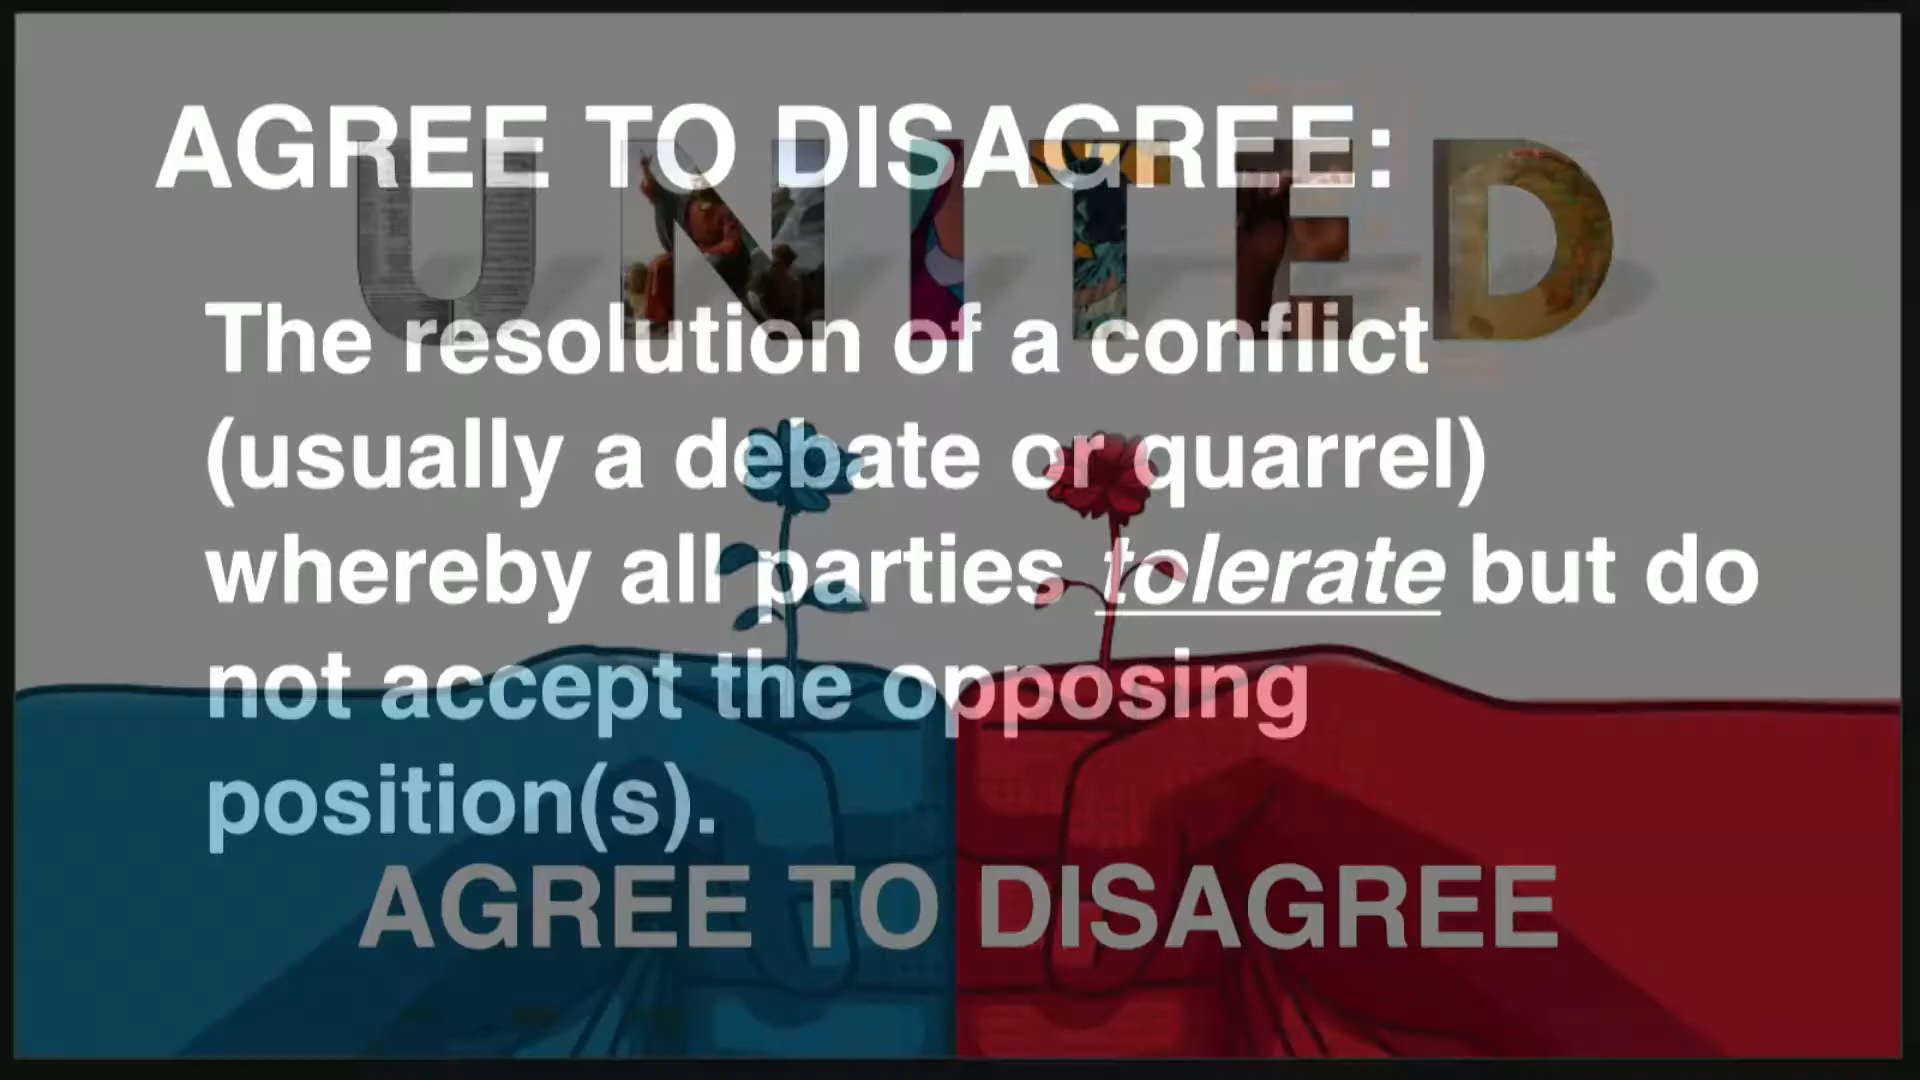 AGREE TO DISAGREE:
UNITED
The resolution of a conflict
(usually a debate or quarrel)
whereby all parties tolerate but do
not accept the opposing
position(s).
AGREE TO DISAGREE